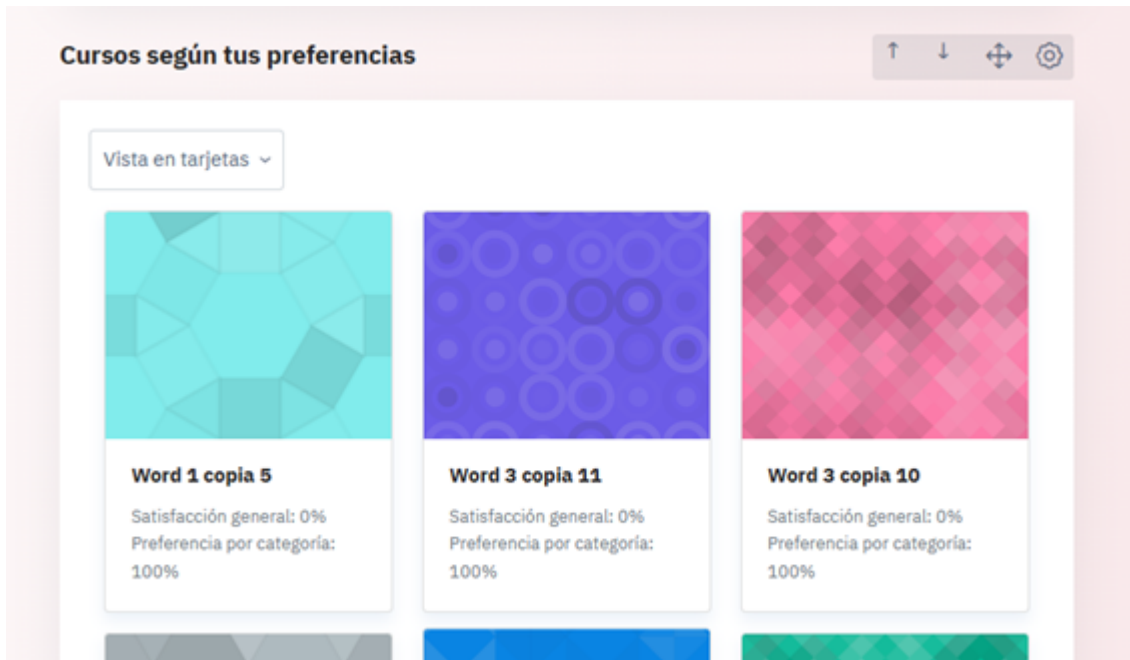 Cursos según tus preferencias
Vista en tarjetas
Word 1 copia 5
Satisfacción general: 0%
Preferencia por categoría:
100%
Word 3 copia 11
Satisfacción general: 0%
Preferencia por categoría:
100%
Word 3 copia 10
Satisfacción general: 0%
Preferencia por categoría:
100%